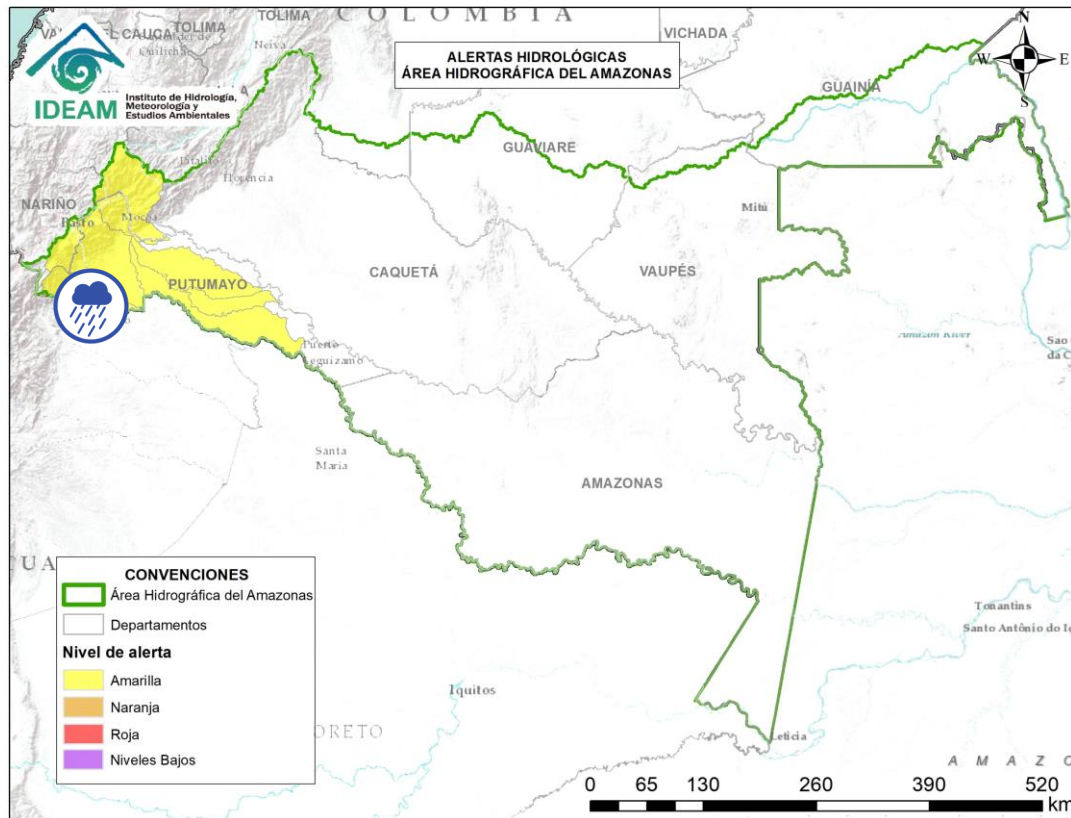 COLOMBIA
TOLIMA
TOLIMA
CAUCA
Neiva
VICHADA
N
W
E
S
ALERTAS HIDROLÓGICAS
ÁREA HIDROGRÁFICA DEL AMAZONAS
IDEAM
Instituto de Hidrología,
Meteorología y
Estudios Ambientales
GUAINÍA
GUAVIARE
Florencia
NARIÑO
Pasto
Mocoa
Mitú
CAQUETÁ
VAUPÉS
PUTUMAYO
Amazon River
Puerto
Leguizamo
Santa
Maria
AMAZONAS
CONVENCIONES
Área Hidrográfica del Amazonas
Departamentos
Nivel de alerta
Amarilla
Naranja
Roja
Niveles Bajos
Tonantins
Iquitos
Leticia
0 65 130 260 390 520
km